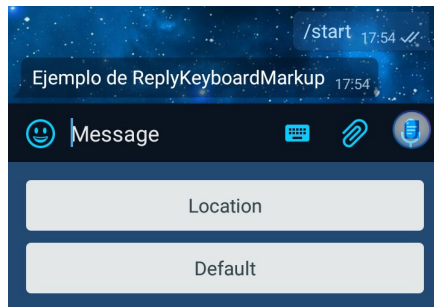 /start 17:54
Ejemplo de ReplyKeyboardMarkup 17:54
Message
Location
Default